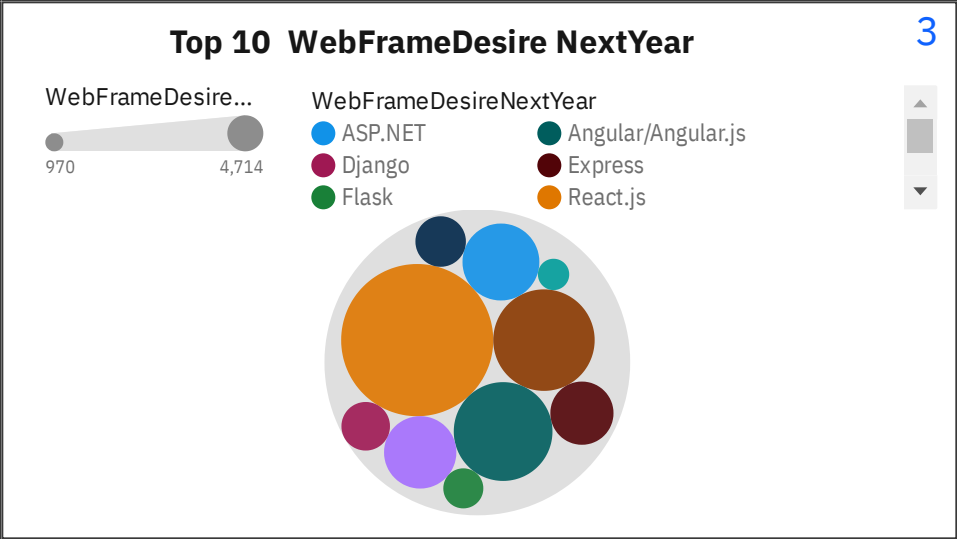 Top 10 WebFrameDesire NextYear
3
WebFrameDesire...
970
4,714
WebFrameDesireNextYear
ASP.NET
Angular/Angular.js
Django
Express
Flask
React.js